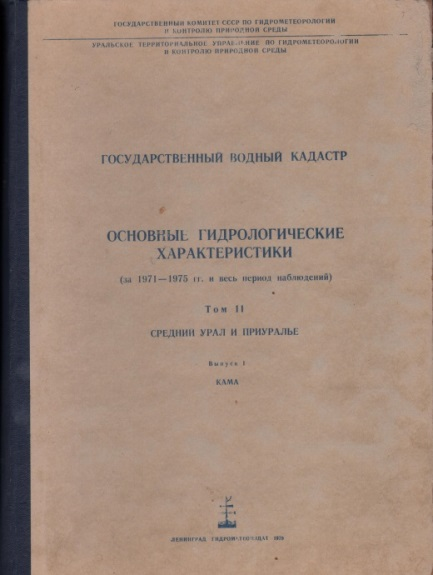 ГОСУДАРСТВЕННЫЙ КОМИТЕТ СССР ПО ГИДРОМЕТЕОРОЛОГИИ
И КОНТРОЛЮ ПРИРОДНОЙ СРЕДЫ
УРАЛЬСКОЕ ТЕРРИТОРИАЛЬНОЕ УПРАВЛЕНИЕ ПО ГИДРОМЕТЕОРОЛОГИИ
И КОНТРОЛЮ ПРИРОДНОЙ СРЕДЫ
ГОСУДАРСТВЕННЫЙ ВОДНЫЙ КАДАСТР
ОСНОВНЫЕ ГИДРОЛОГИЧЕСКИЕ
ХАРАКТЕРИСТИКИ
(за 1971—1975 гг. и весь период наблюдений)
Том 11
СРЕДНИЙ УРАЛ И ПРИУРАЛЬЕ
Выпуск 1
КАМА
ЛЕНИНГРАД ГИДРОМЕТЕОИЗДАТ